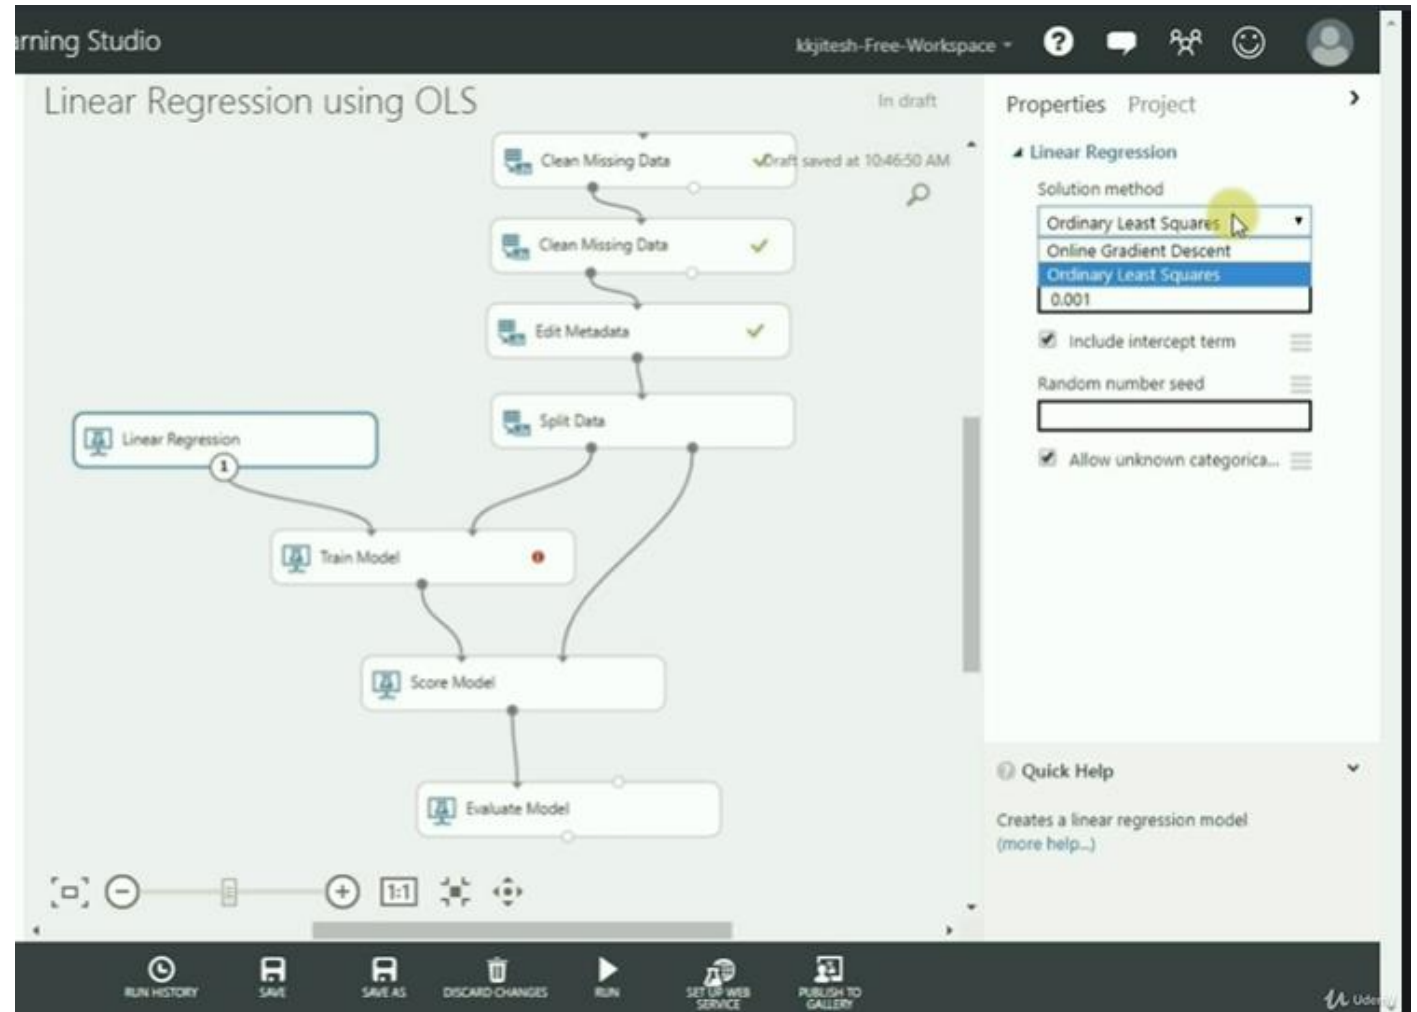 arning Studio
kkjitesh-Free-Workspace
?
Linear Regression using OLS
In draft
Properties Project
Clean Missing Data
Draft saved at 10:46:50 AM
Linear Regression
Solution method
Ordinary Least Squares
Clean Missing Data
Online Gradient Descent
Ordinary Least Squares
0.001
Edit Metadata
Include intercept term
Random number seed
Split Data
Linear Regression
1
Allow unknown categorica...
Train Model
Score Model
Quick Help
Evaluate Model
Creates a linear regression model
(more help...)
1:1
RUN HISTORY
SAVE
SAVE AS
DISCARD CHANGES
RUN
SET UP WEB
SERVICE
PUBLISH TO
GALLERY